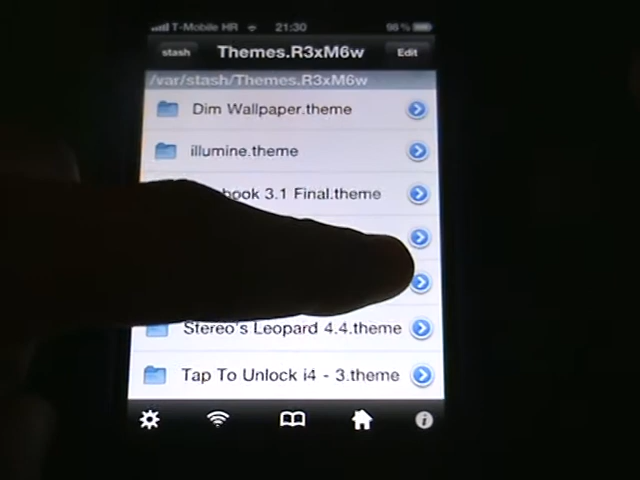 T-Mobile HR 21:30 98%
stash Themes.R3xM6w Edit
/var/stash/Themes.R3xM6w
Dim Wallpaper.theme
illumine.theme
book 3.1 Final.theme
Stereo's Leopard 4.4.theme
Tap To Unlock i4 - 3.theme